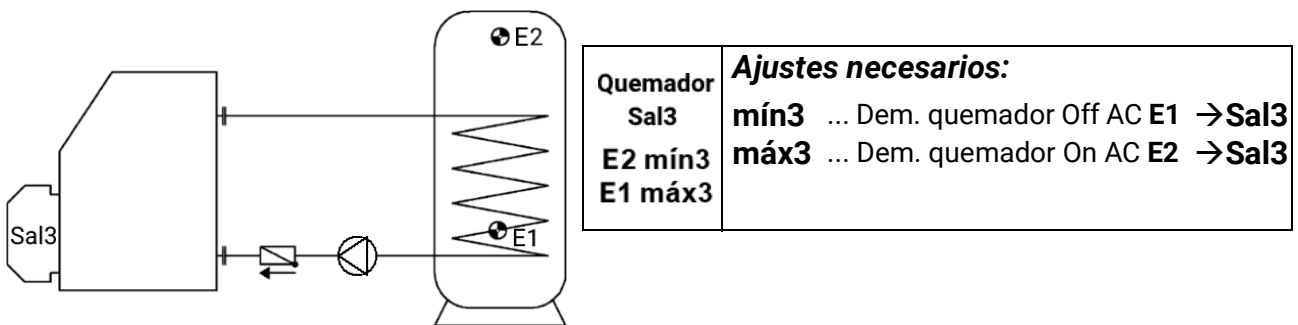 E2
E1
Sal3
Quemador
Sal3
E2 mín3
E1 máx3
Ajustes necesarios:
mín3 ... Dem. quemador Off AC E1 →Sal3
máx3 ... Dem. quemador On AC E2 →Sal3